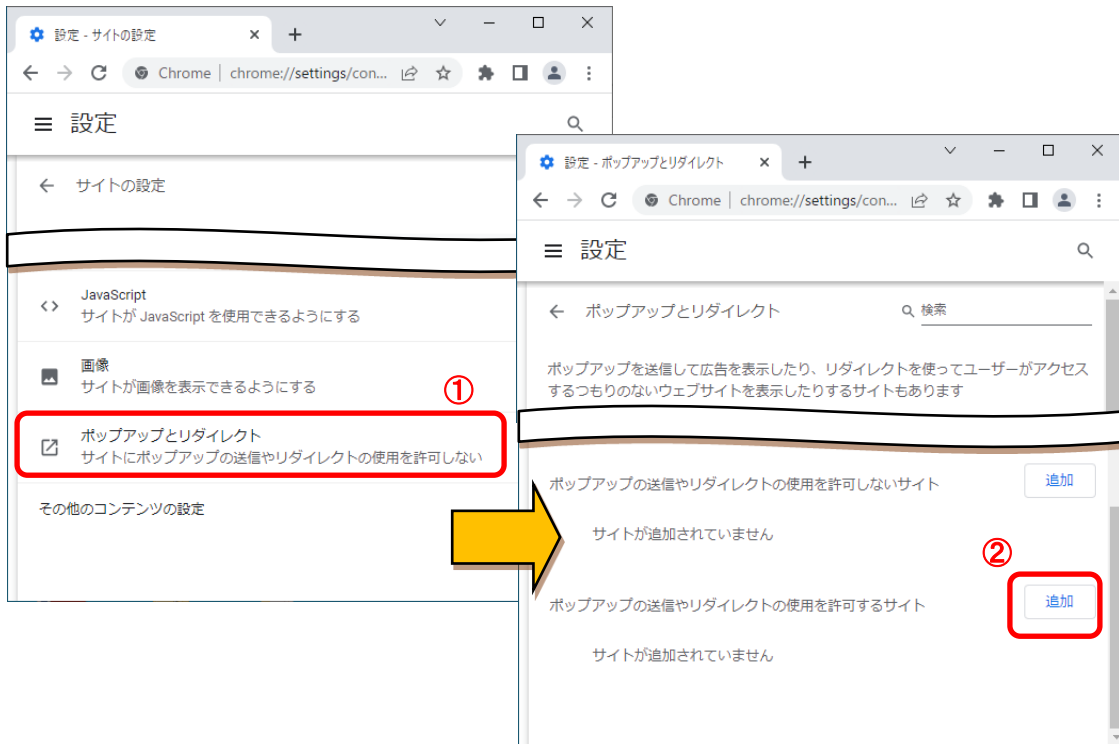 設定 - サイトの設定
Chrome | chrome://settings/con...
設定
サイトの設定
JavaScript
サイトが JavaScript を使用できるようにする
画像
サイトが画像を表示できるようにする
①
ポップアップとリダイレクト
サイトにポップアップの送信やリダイレクトの使用を許可しない
その他のコンテンツの設定
設定 - ポップアップとリダイレクト
Chrome | chrome://settings/con...
設定
ポップアップとリダイレクト
検索
ポップアップを送信して広告を表示したり、リダイレクトを使ってユーザーがアクセス
するつもりのないウェブサイトを表示したりするサイトもあります
ポップアップの送信やリダイレクトの使用を許可しないサイト
追加
サイトが追加されていません
②
ポップアップの送信やリダイレクトの使用を許可するサイト
追加
サイトが追加されていません